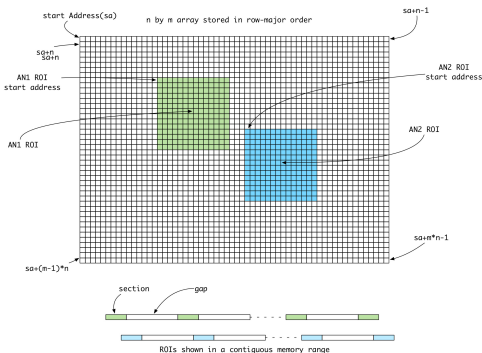 start Address(sa)
n by m array stored in row-major order
sa+n-1
sa+n
sa+n
AN1 ROI
start address
AN2 ROI
start address
AN1 ROI
AN2 ROI
sa+m*n-1
sa+(m-1)*n
section
gap
ROIs shown in a contiguous memory range